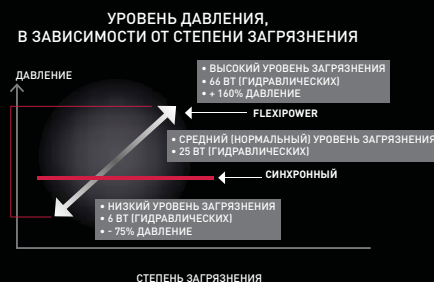 УРОВЕНЬ ДАВЛЕНИЯ,
В ЗАВИСИМОСТИ ОТ СТЕПЕНИ ЗАГРЯЗНЕНИЯ
ДАВЛЕНИЕ
• ВЫСОКИЙ УРОВЕНЬ ЗАГРЯЗНЕНИЯ
• 66 ВТ (ГИДРАВЛИЧЕСКИХ)
• + 160% ДАВЛЕНИЕ
FLEXIPOWER
• СРЕДНИЙ (НОРМАЛЬНЫЙ) УРОВЕНЬ ЗАГРЯЗНЕНИЯ
• 25 ВТ (ГИДРАВЛИЧЕСКИХ)
СИНХРОННЫЙ
• НИЗКИЙ УРОВЕНЬ ЗАГРЯЗНЕНИЯ
• 6 ВТ (ГИДРАВЛИЧЕСКИХ)
• - 75% ДАВЛЕНИЕ
СТЕПЕНЬ ЗАГРЯЗНЕНИЯ